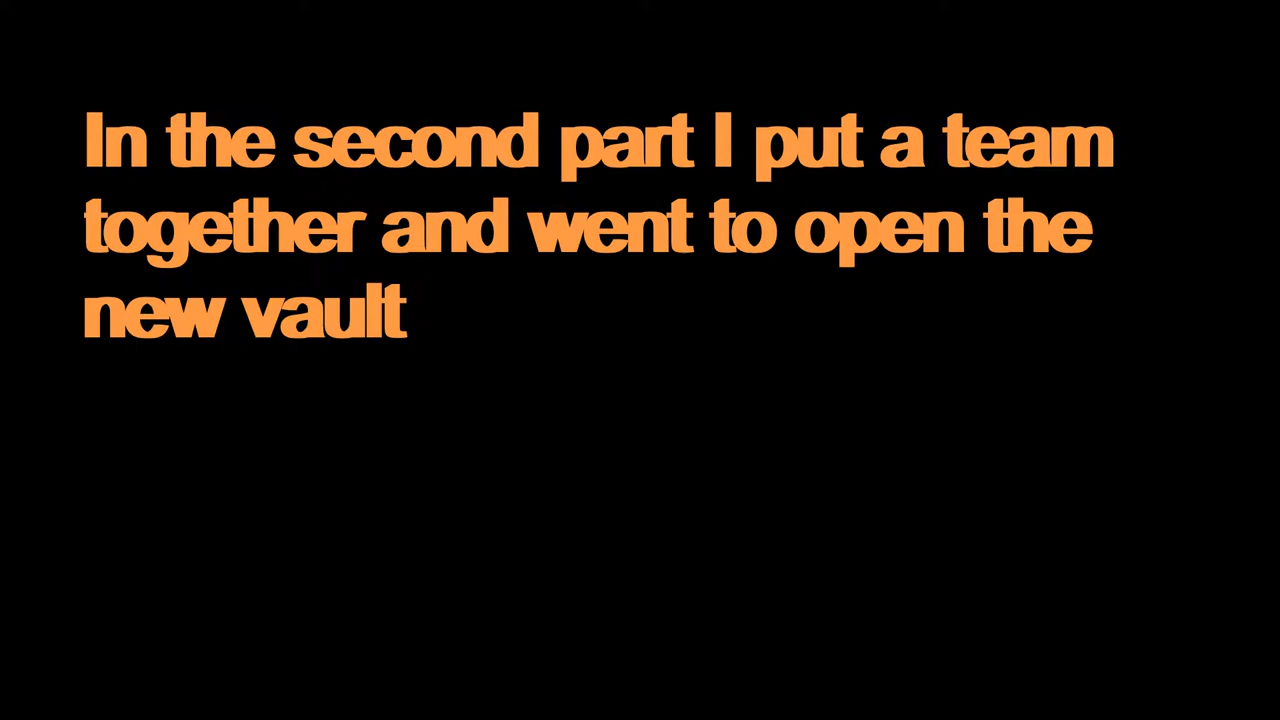 In the second part I put a team
together and went to open the
new vault